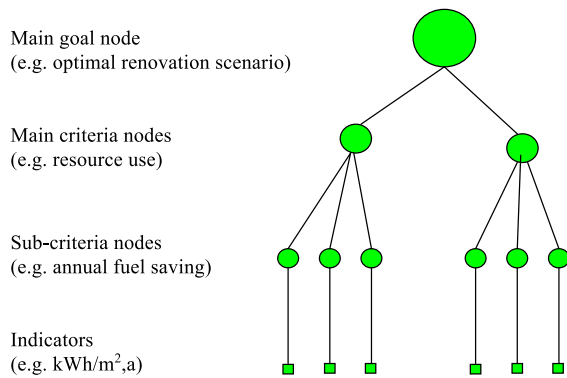 Main goal node
(e.g. optimal renovation scenario)
Main criteria nodes
(e.g. resource use)
Sub-criteria nodes
(e.g. annual fuel saving)
Indicators
(e.g. kWh/m²,a)